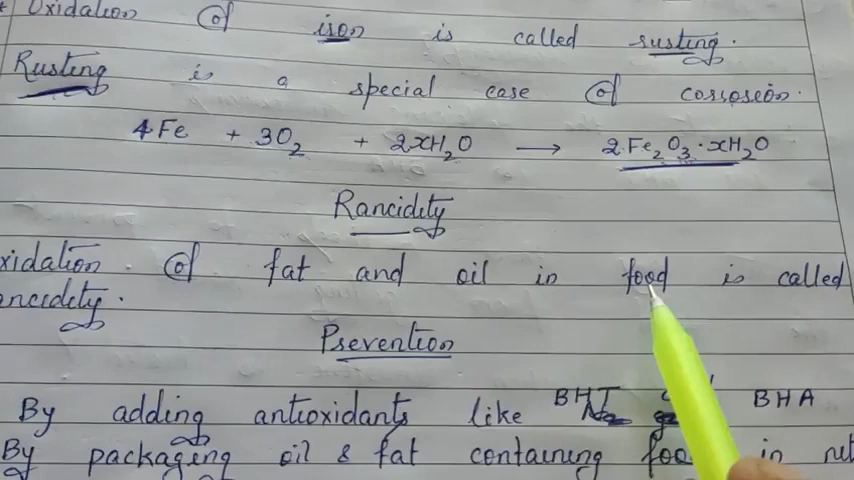 * Oxidation of iron is called rusting.
Rusting is a special case of corrosion.
4Fe + 3O₂ + 2xH₂O → 2Fe₂O₃·xH₂O
Rancidity
xidation of fat and oil in food is called
ancidity.
Prevention
By adding antioxidants like BHT BHA
By packaging oil & fat containing foo in nit